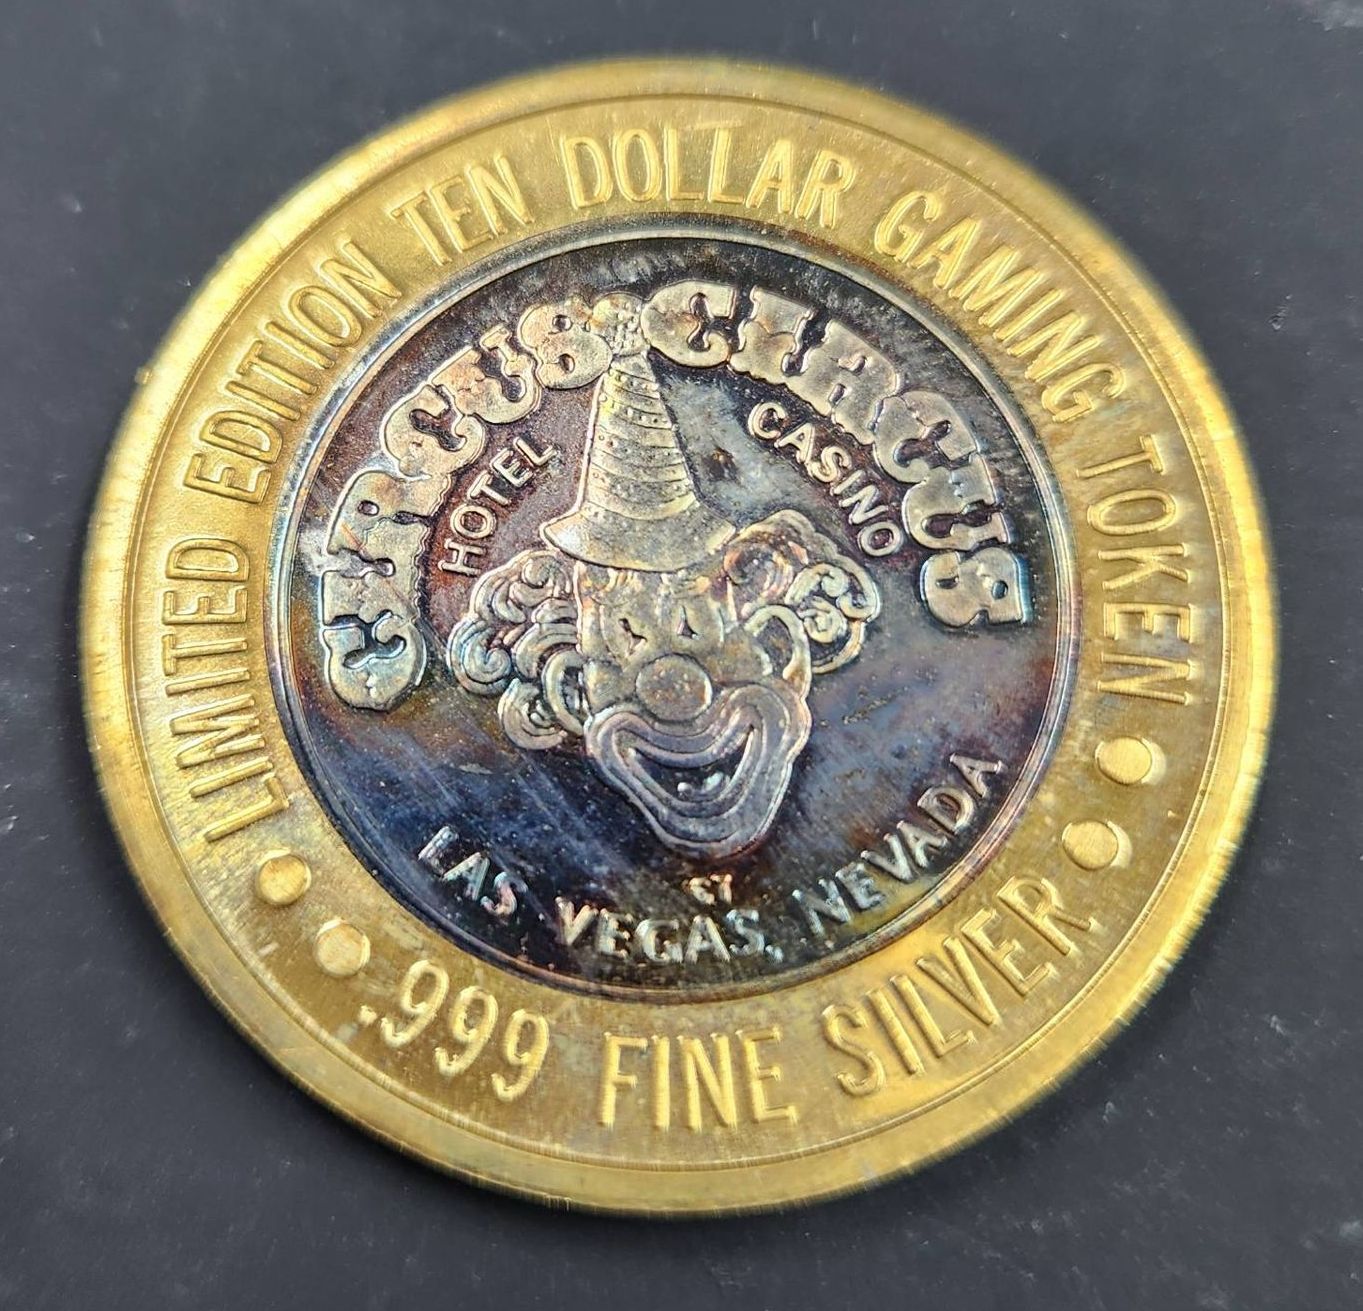 LIMITED EDITION TEN DOLLAR GAMING TOKEN
.999 FINE SILVER
CIRCUS CIRCUS
HOTEL CASINO
LAS VEGAS, NEVADA